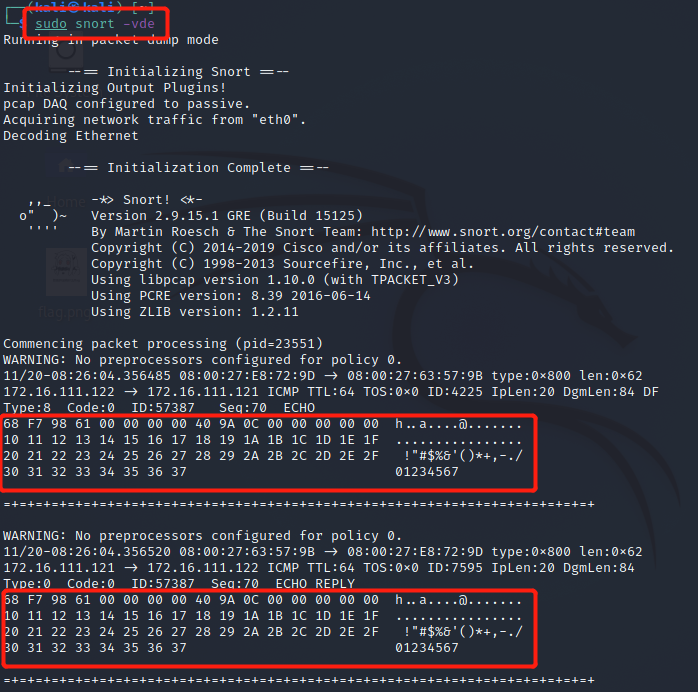 ┌──(kali㉿kali)-[~]
└─$ sudo snort -vde
Running in packet dump mode
--== Initializing Snort ==--
Initializing Output Plugins!
pcap DAQ configured to passive.
Acquiring network traffic from "eth0".
Decoding Ethernet
--== Initialization Complete ==--
,,_     -*> Snort! <*-
o"  )~   Version 2.9.15.1 GRE (Build 15125)
''''    By Martin Roesch & The Snort Team: http://www.snort.org/contact#team
Copyright (C) 2014-2019 Cisco and/or its affiliates. All rights reserved.
Copyright (C) 1998-2013 Sourcefire, Inc., et al.
Using libpcap version 1.10.0 (with TPACKET_V3)
Using PCRE version: 8.39 2016-06-14
Using ZLIB version: 1.2.11
Commencing packet processing (pid=23551)
WARNING: No preprocessors configured for policy 0.
11/20-08:26:04.356485 08:00:27:E8:72:9D -> 08:00:27:63:57:9B type:0x800 len:0x62
172.16.111.122 -> 172.16.111.121 ICMP TTL:64 TOS:0x0 ID:4225 IpLen:20 DgmLen:84 DF
Type:8  Code:0  ID:57387   Seq:70  ECHO
68 F7 98 61 00 00 00 00 40 9A 0C 00 00 00 00 00  h..a....@.......
10 11 12 13 14 15 16 17 18 19 1A 1B 1C 1D 1E 1F  ................
20 21 22 23 24 25 26 27 28 29 2A 2B 2C 2D 2E 2F   !"#$%&'()*+,-./
30 31 32 33 34 35 36 37                          01234567
=+=+=+=+=+=+=+=+=+=+=+=+=+=+=+=+=+=+=+=+=+=+=+=+=+=+=+=+=+=+=+=+=+=+=+=+=+
WARNING: No preprocessors configured for policy 0.
11/20-08:26:04.356520 08:00:27:63:57:9B -> 08:00:27:E8:72:9D type:0x800 len:0x62
172.16.111.121 -> 172.16.111.122 ICMP TTL:64 TOS:0x0 ID:7595 IpLen:20 DgmLen:84
Type:0  Code:0  ID:57387  Seq:70  ECHO REPLY
68 F7 98 61 00 00 00 00 40 9A 0C 00 00 00 00 00  h..a....@.......
10 11 12 13 14 15 16 17 18 19 1A 1B 1C 1D 1E 1F  ................
20 21 22 23 24 25 26 27 28 29 2A 2B 2C 2D 2E 2F   !"#$%&'()*+,-./
30 31 32 33 34 35 36 37                          01234567
=+=+=+=+=+=+=+=+=+=+=+=+=+=+=+=+=+=+=+=+=+=+=+=+=+=+=+=+=+=+=+=+=+=+=+=+=+